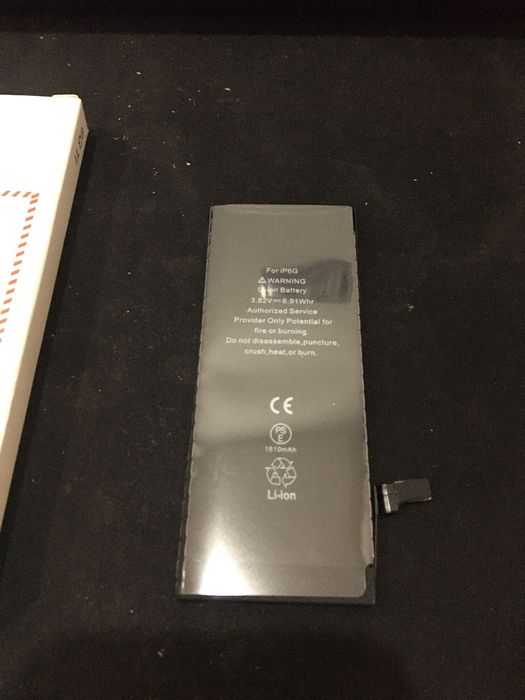 For iP6G
⚠WARNING
Li-ion Battery
3.82V⎓6.91Whr
Authorized Service
Provider Only Potential for
fire or burning.
Do not disassemble,puncture,
crush,heat,or burn.
CE
PS
E
1810mAh
Li-ion